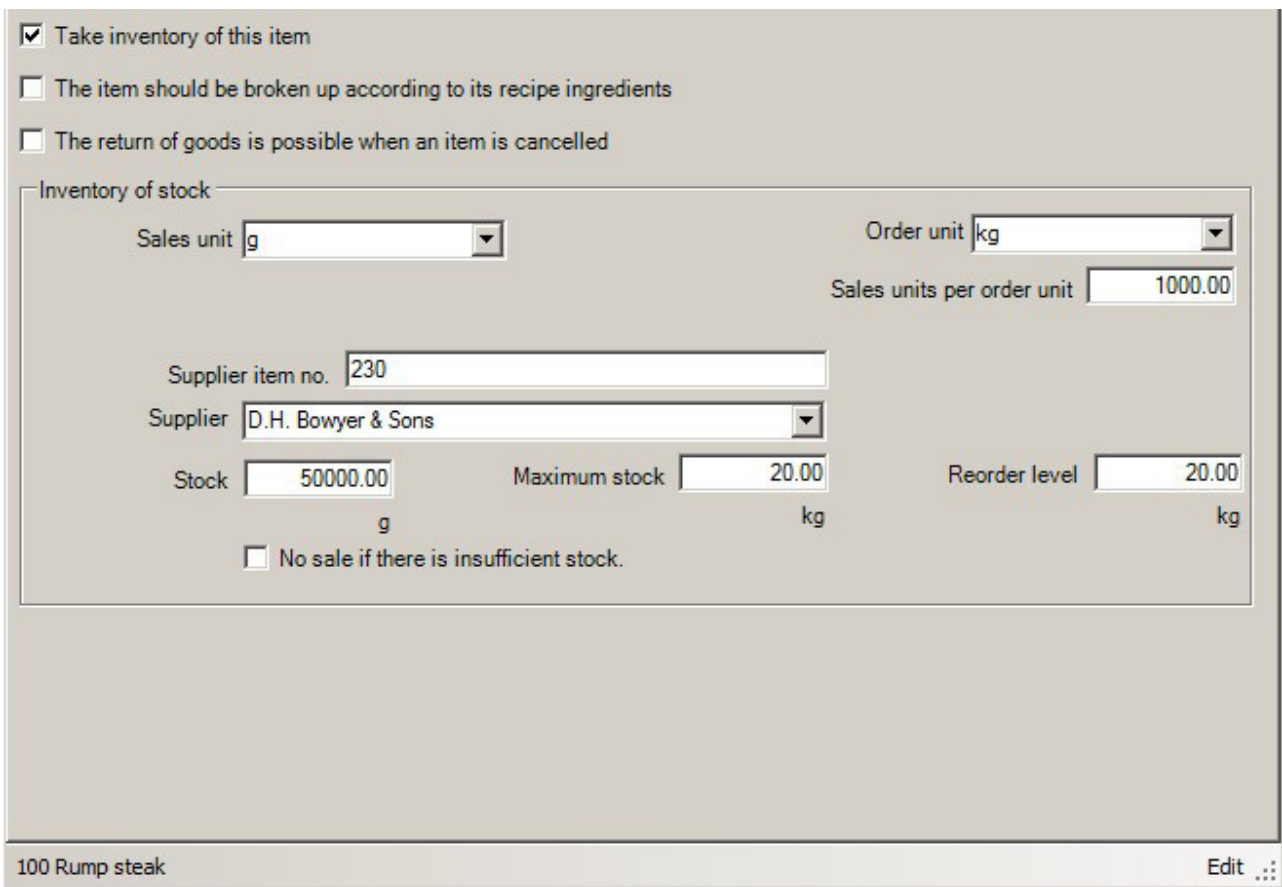 Take inventory of this item
The item should be broken up according to its recipe ingredients
The return of goods is possible when an item is cancelled
Inventory of stock
Sales unit g Order unit kg
Sales units per order unit 1000.00
Supplier item no. 230
Supplier D.H. Bowyer & Sons
Stock 50000.00 Maximum stock 20.00 Reorder level 20.00
g kg kg
No sale if there is insufficient stock.
100 Rump steak Edit